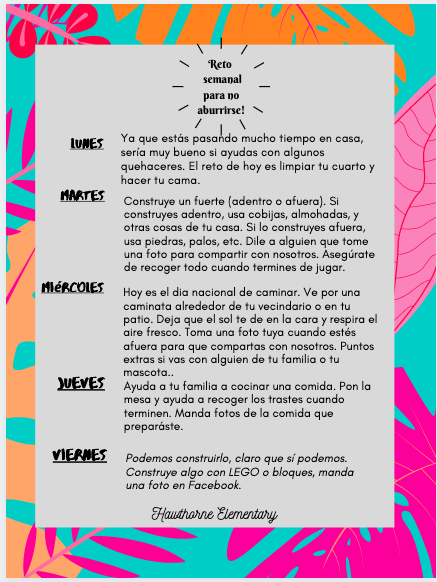 Reto
semanal
para no
aburrirse!
LUNES
Ya que estás pasando mucho tiempo en casa,
sería muy bueno si ayudas con algunos
quehaceres. El reto de hoy es limpiar tu cuarto y
hacer tu cama.
MARTES
Construye un fuerte (adentro o afuera). Si
construyes adentro, usa cobijas, almohadas, y
otras cosas de tu casa. Si lo construyes afuera,
usa piedras, palos, etc. Dile a alguien que tome
una foto para compartir con nosotros. Asegúrate
de recoger todo cuando termines de jugar.
MIéRCOLES
Hoy es el dia nacional de caminar. Ve por una
caminata alrededor de tu vecindario o en tu
patio. Deja que el sol te de en la cara y respira el
aire fresco. Toma una foto tuya cuando estés
afuera para que compartas con nosotros. Puntos
extras si vas con alguien de tu familia o tu
mascota..
JUEVES
Ayuda a tu familia a cocinar una comida. Pon la
mesa y ayuda a recoger los trastes cuando
terminen. Manda fotos de la comida que
preparáste.
VIERNES
Podemos construirlo, claro que sí podemos.
Construye algo con LEGO o bloques, manda
una foto en Facebook.
Hawthorne Elementary